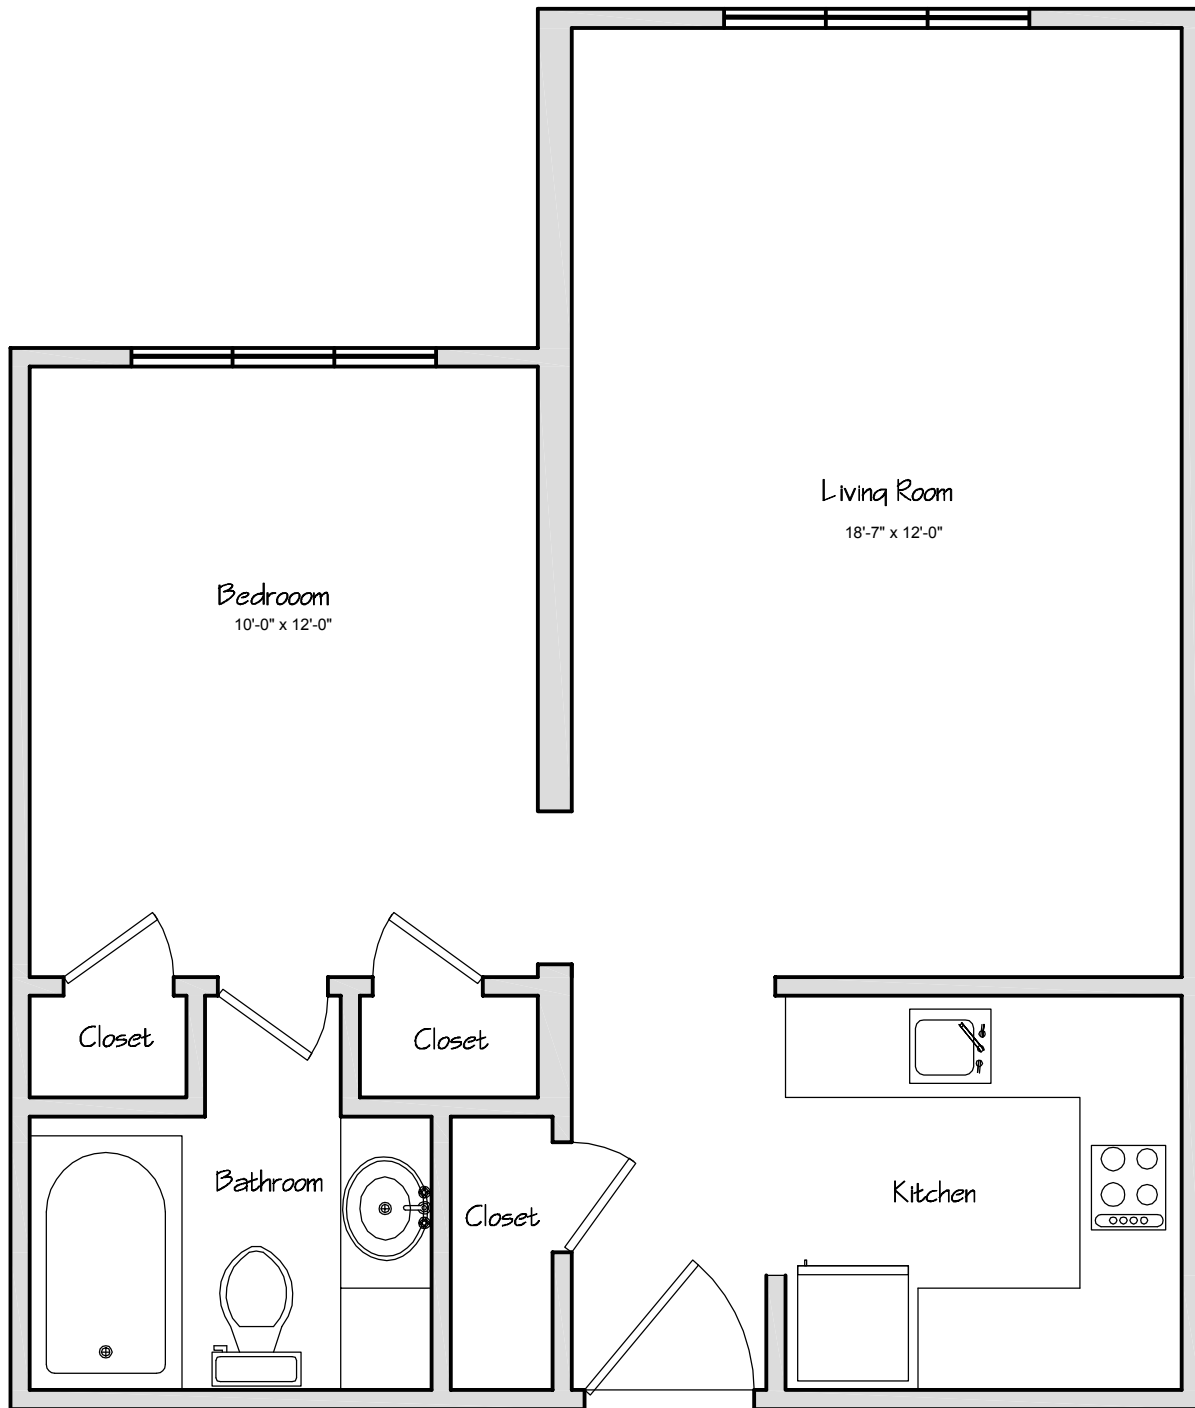 Living Room
18'-7" x 12'-0"
Bedrooom
10'-0" x 12'-0"
Closet
Closet
Bathroom
Closet
Kitchen